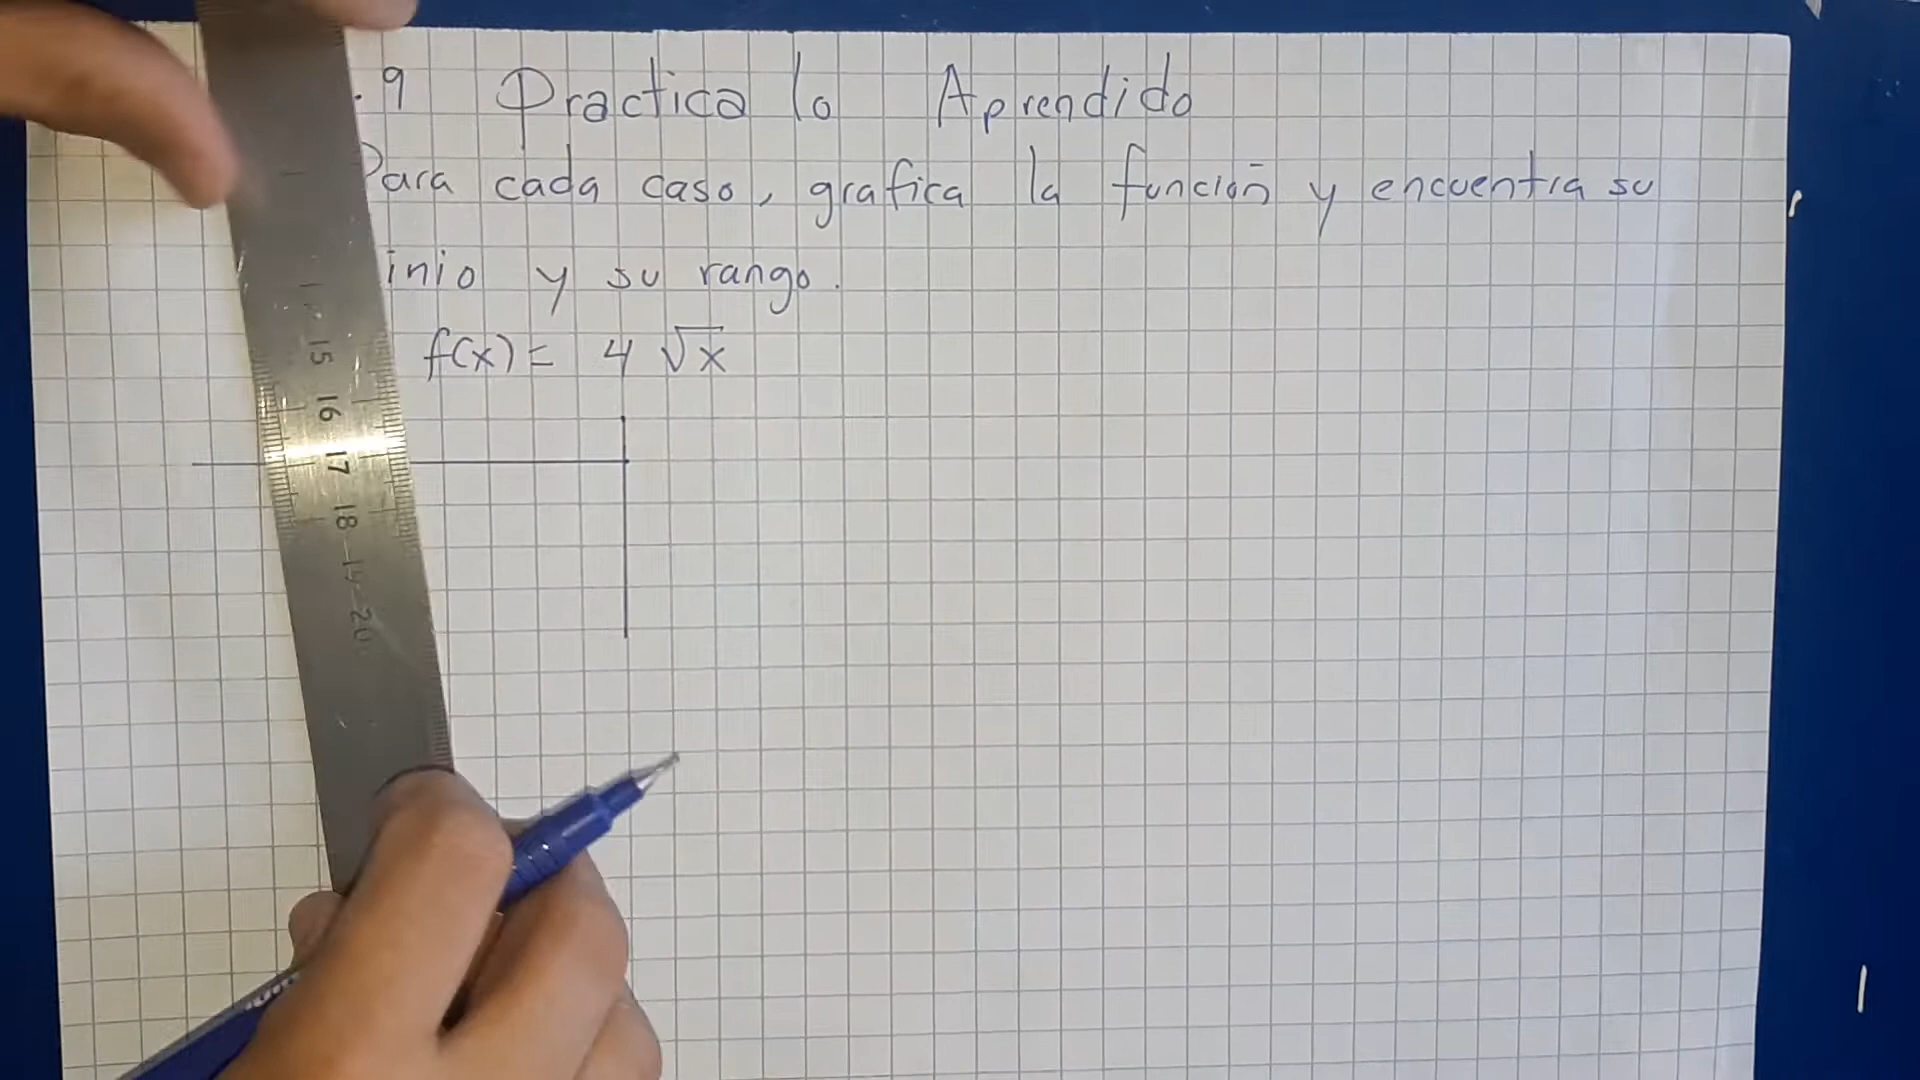 .9 Practica lo Aprendido
Para cada caso, grafica la función y encuentra su
inio y su rango.
f(x) = 4 √x
15 16 17 18 19 20